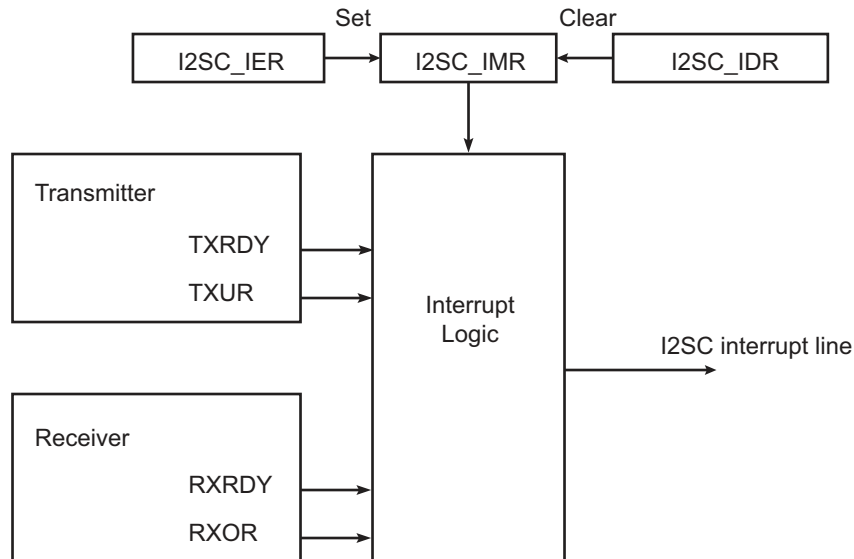 Set
Clear
I2SC_IER
I2SC_IMR
I2SC_IDR
Transmitter
TXRDY
TXUR
Interrupt
Logic
I2SC interrupt line
Receiver
RXRDY
RXOR